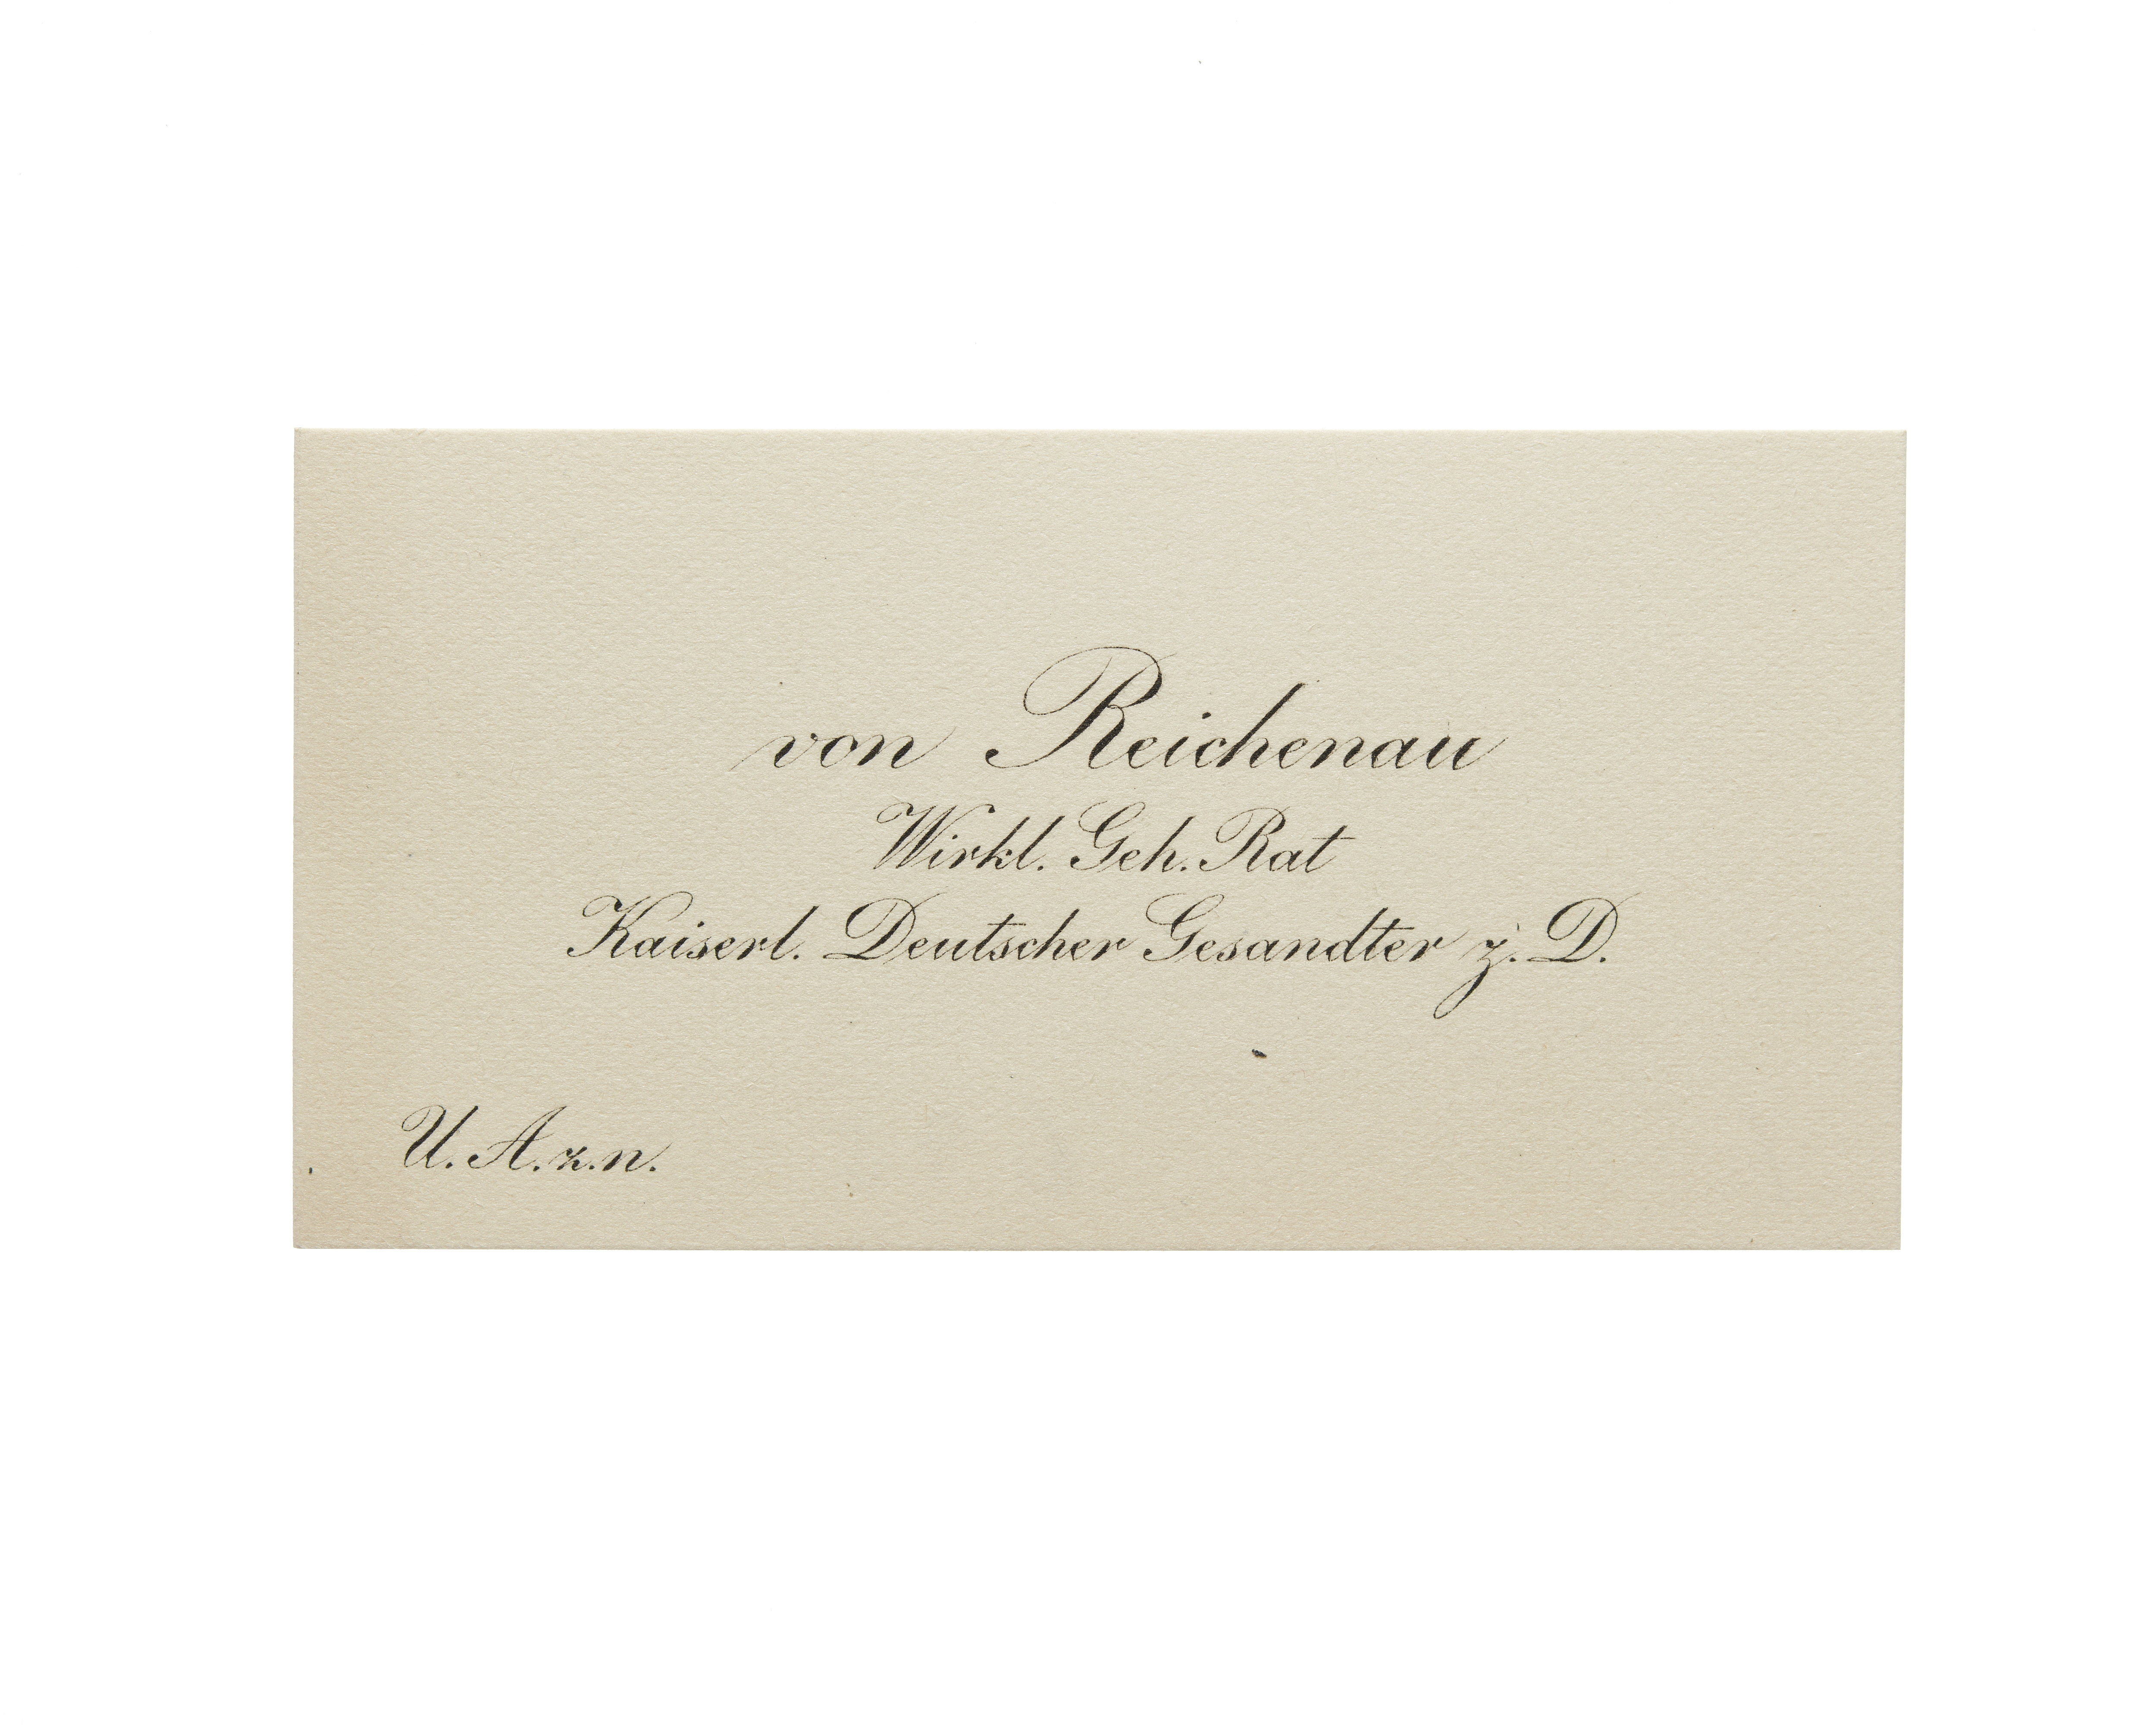 von Reichenau
Wirkl. Geh. Rat
Kaiserl. Deutscher Gesandter z. D.
U. A. z. n.